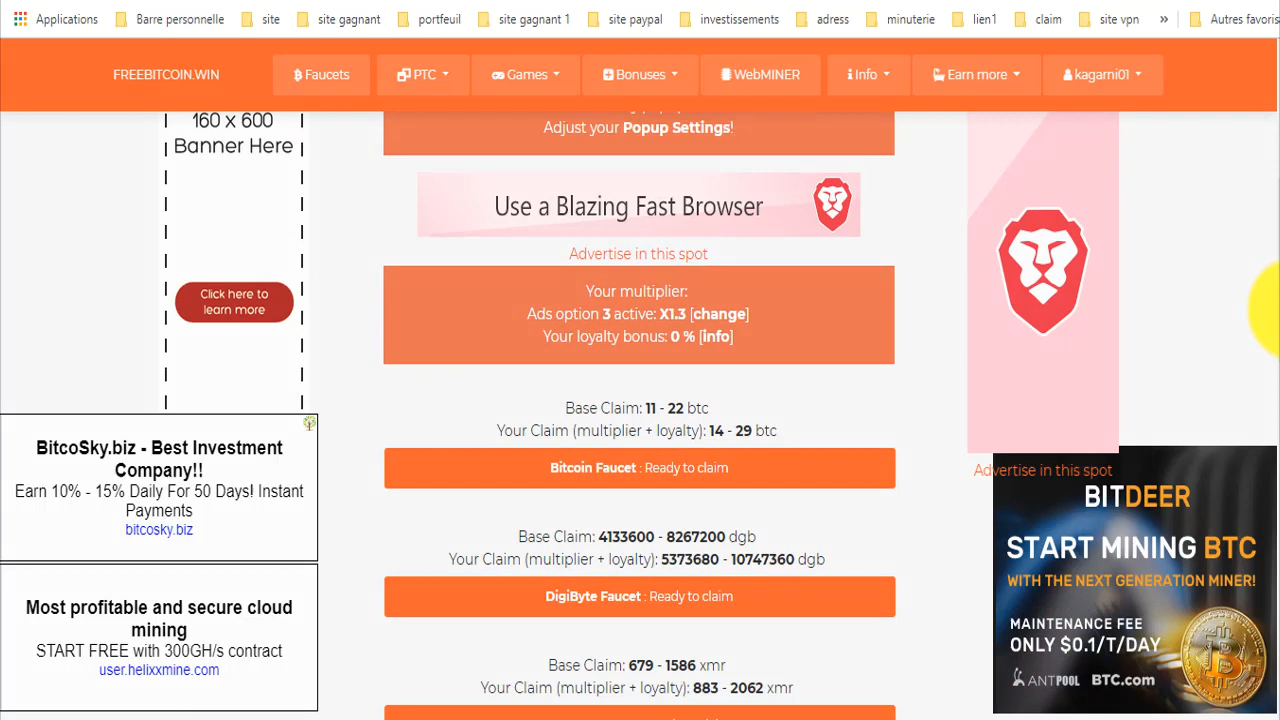 Applications Barre personnelle site site gagnant portfeuil site gagnant 1 site paypal investissements adress minuterie lien1 claim site vpn » Autres favoris
FREEBITCOIN.WIN Faucets PTC Games Bonuses WebMINER Info Earn more kagarni01
160 x 600
Banner Here
Click here to
learn more
Adjust your Popup Settings!
Use a Blazing Fast Browser
Advertise in this spot
Your multiplier:
Ads option 3 active: X1.3 [change]
Your loyalty bonus: 0 % [info]
Base Claim: 11 - 22 btc
Your Claim (multiplier + loyalty): 14 - 29 btc
Bitcoin Faucet : Ready to claim
Base Claim: 4133600 - 8267200 dgb
Your Claim (multiplier + loyalty): 5373680 - 10747360 dgb
DigiByte Faucet : Ready to claim
Base Claim: 679 - 1586 xmr
Your Claim (multiplier + loyalty): 883 - 2062 xmr
BitcoSky.biz - Best Investment
Company!!
Earn 10% - 15% Daily For 50 Days! Instant
Payments
bitcosky.biz
Most profitable and secure cloud
mining
START FREE with 300GH/s contract
user.helixxmine.com
Advertise in this spot
BITDEER
START MINING BTC
WITH THE NEXT GENERATION MINER!
MAINTENANCE FEE
ONLY $0.1/T/DAY
ANTPOOL BTC.com